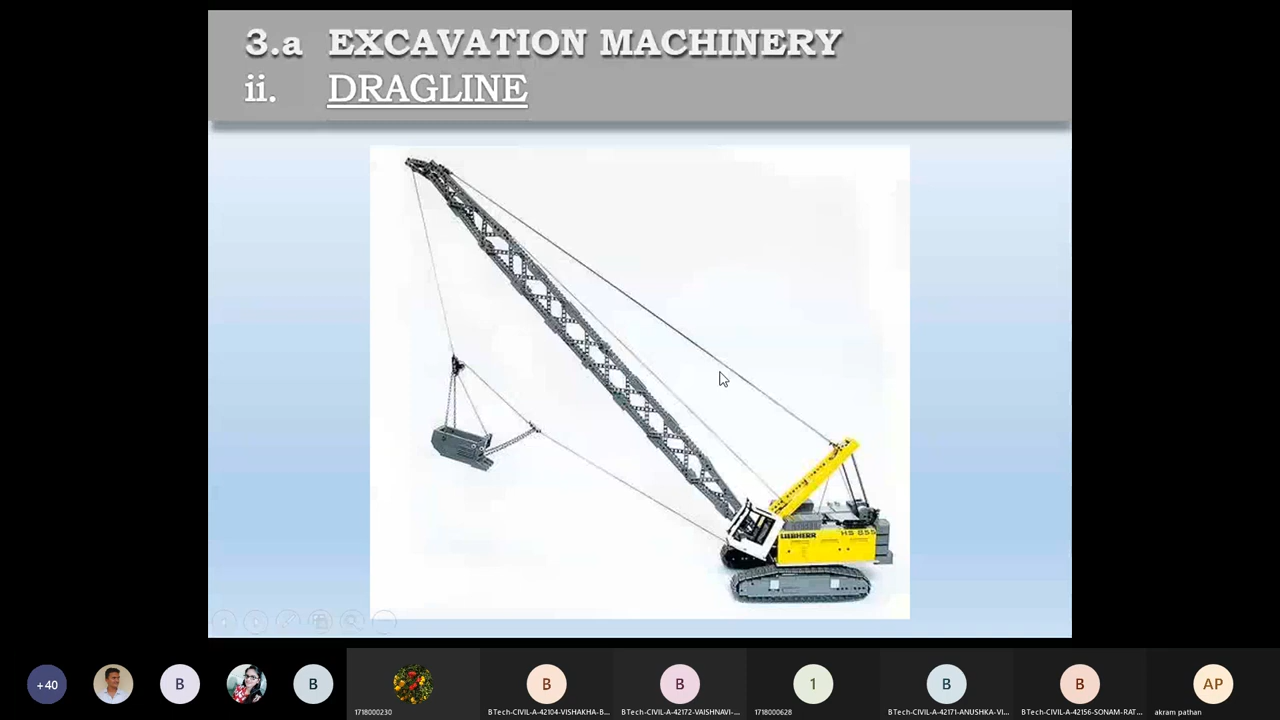 3.a EXCAVATION MACHINERY
ii. DRAGLINE
LIEBHERR HS 855
+40
B
B
B
B
1
B
B
AP
1718000230
BTech-CIVIL-A-42104-VISHAKHA-B...
BTech-CIVIL-A-42172-VAISHNAVI-...
1718000628
BTech-CIVIL-A-42171-ANUSHKA-VI...
BTech-CIVIL-A-42156-SONAM-RAT...
akram pathan